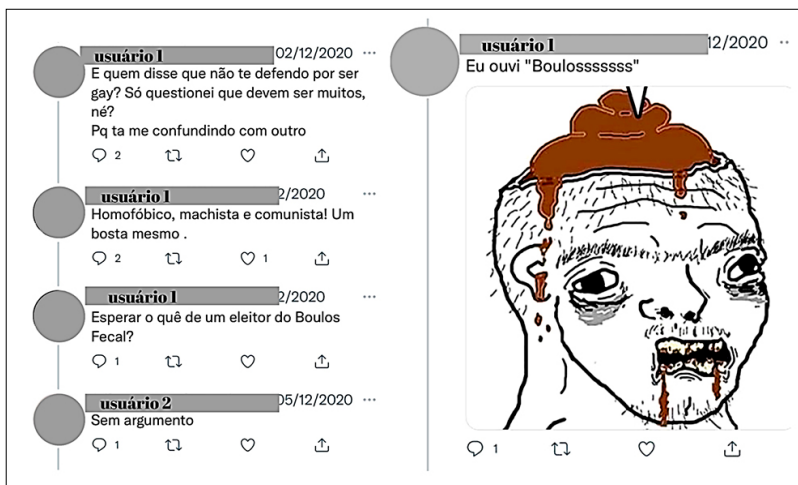 usuário 1 02/12/2020 ...
E quem disse que não te defendo por ser
gay? Só questionei que devem ser muitos,
né?
Pq ta me confundindo com outro
2
usuário 1 2/2020 ...
Homofóbico, machista e comunista! Um
bosta mesmo .
2 1
usuário 1 2/2020 ...
Esperar o quê de um eleitor do Boulos
Fecal?
1
usuário 2 05/12/2020 ...
Sem argumento
1
usuário 1 12/2020 ..
Eu ouvi "Boulosssssss"
1